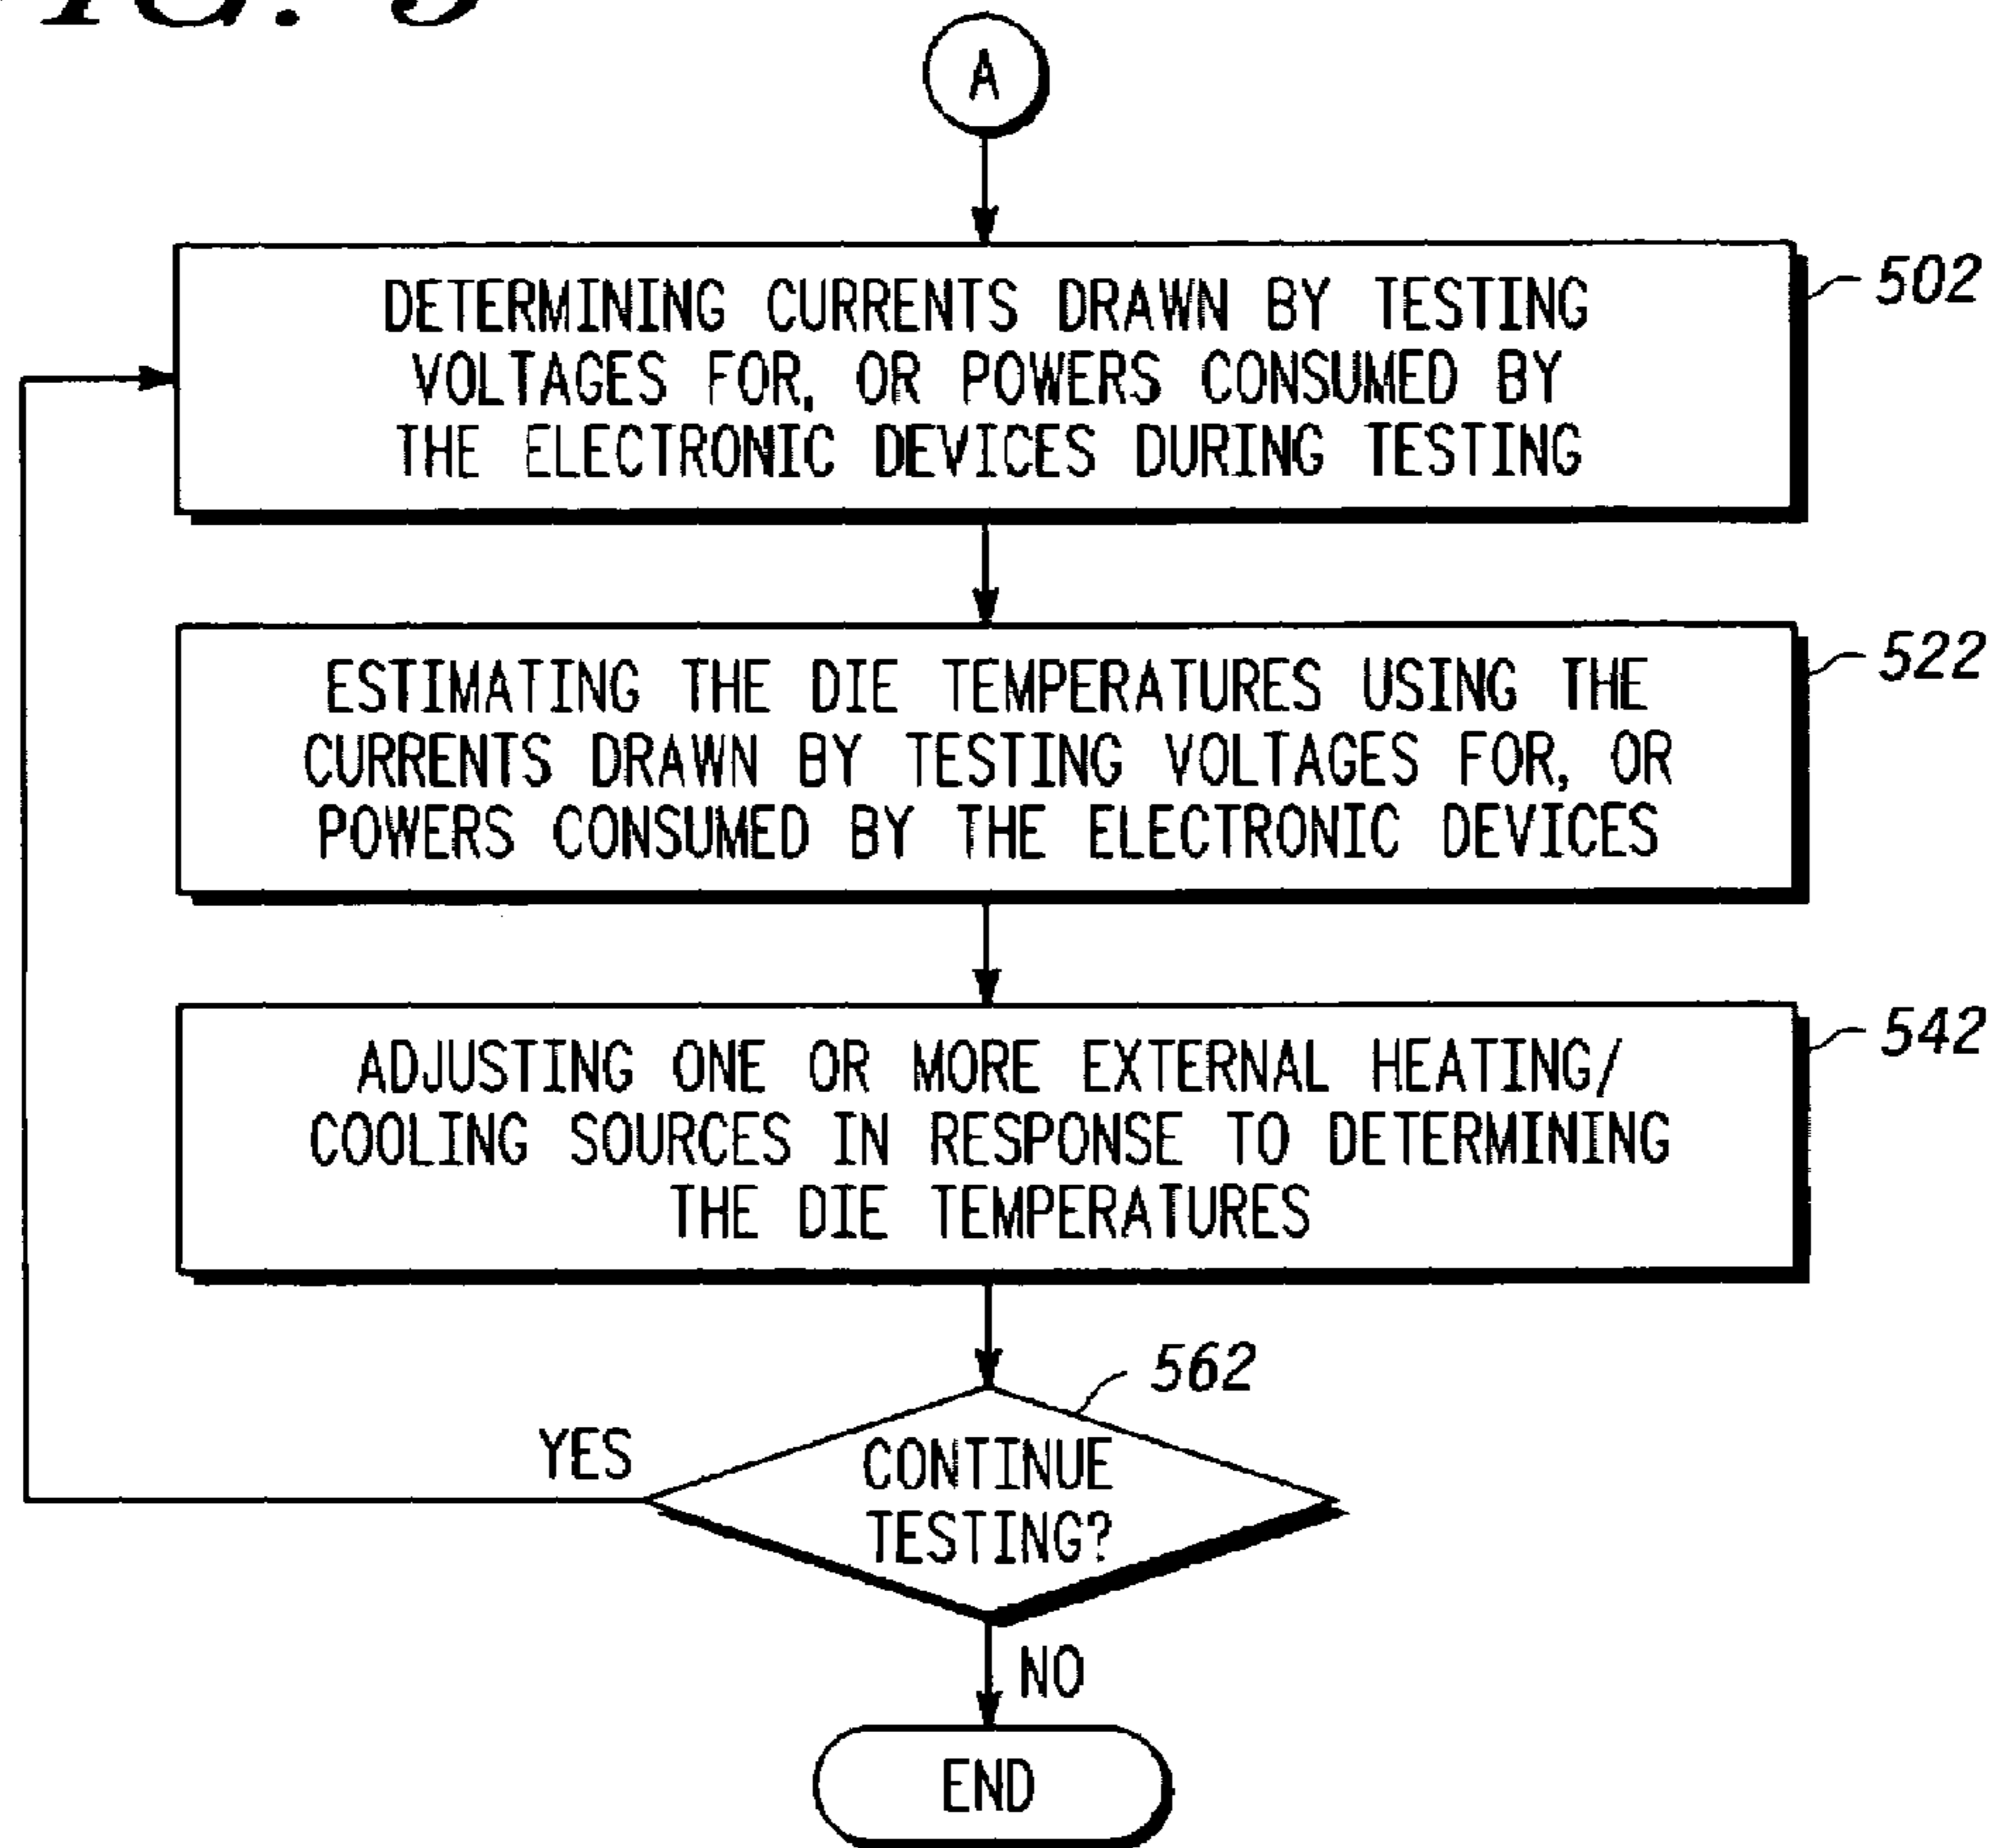 A
DETERMINING CURRENTS DRAWN BY TESTING
VOLTAGES FOR, OR POWERS CONSUMED BY
THE ELECTRONIC DEVICES DURING TESTING
502
ESTIMATING THE DIE TEMPERATURES USING THE
CURRENTS DRAWN BY TESTING VOLTAGES FOR, OR
POWERS CONSUMED BY THE ELECTRONIC DEVICES
522
ADJUSTING ONE OR MORE EXTERNAL HEATING/
COOLING SOURCES IN RESPONSE TO DETERMINING
THE DIE TEMPERATURES
542
562
YES
CONTINUE
TESTING?
NO
END